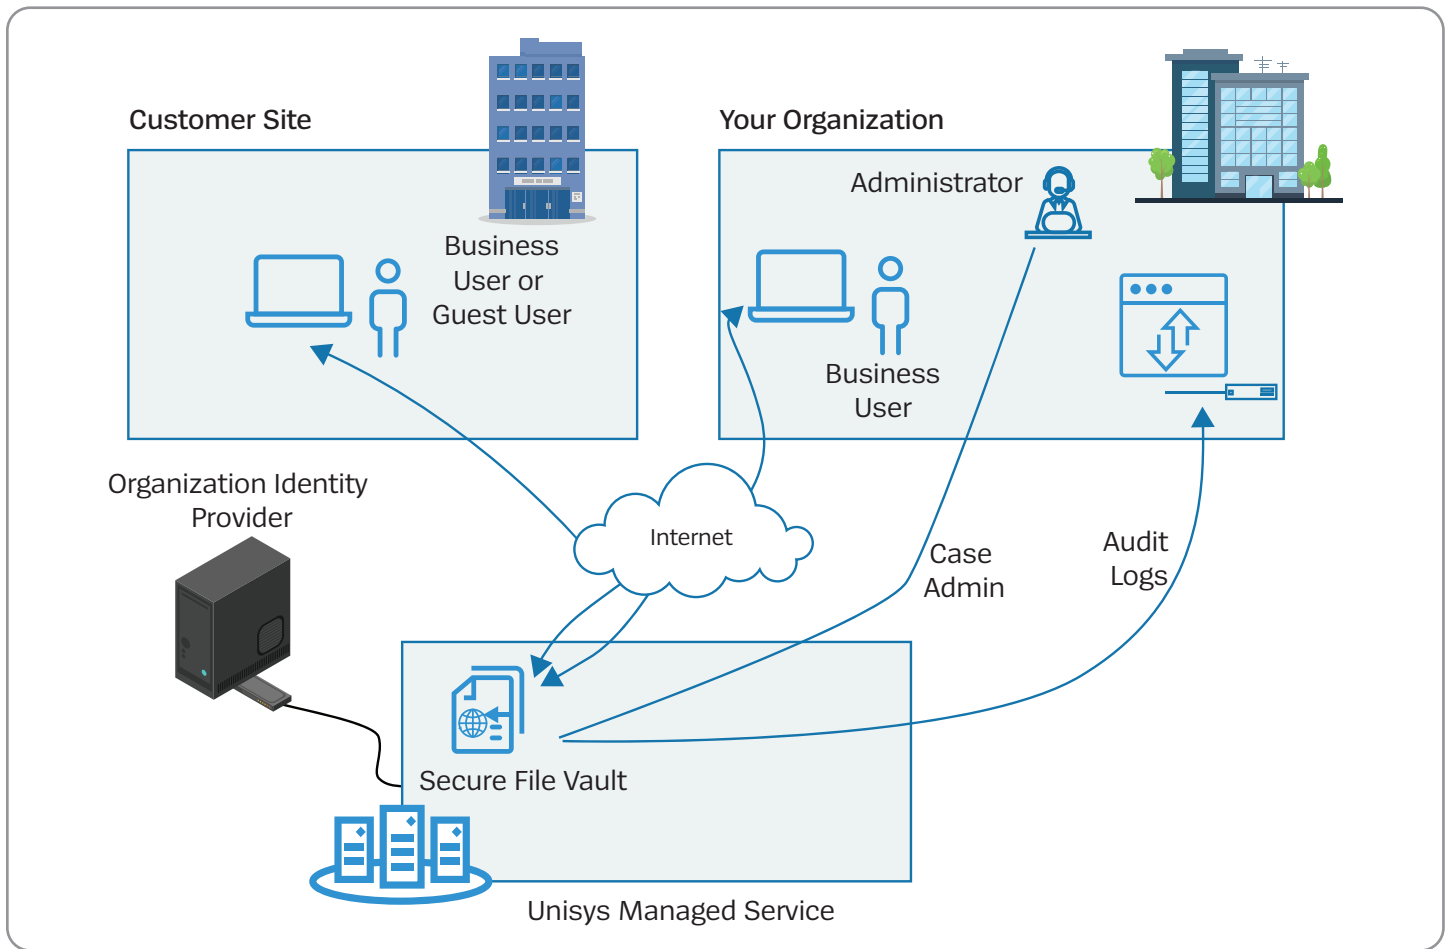 Customer Site
Your Organization
Administrator
Business
User or
Guest User
Business
User
Organization Identity
Provider
Internet
Case
Admin
Audit
Logs
Secure File Vault
Unisys Managed Service